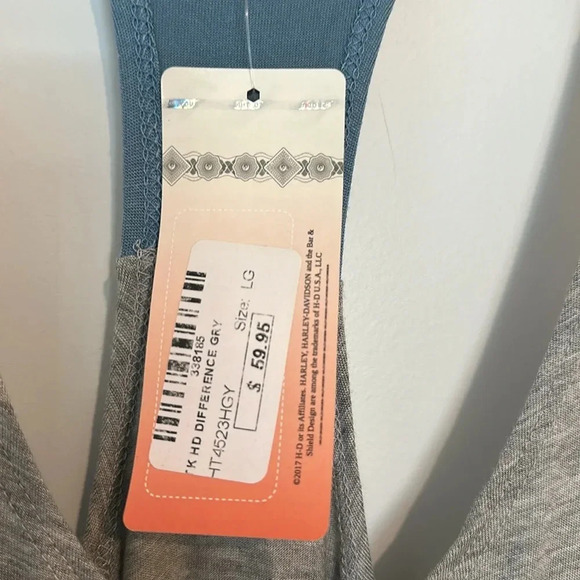 338185
TK HD DIFFERENCE GRY
HT4523HGY
Size: LG
$ 59.95
©2017 H-D or its Affiliates. HARLEY, HARLEY-DAVIDSON and the Bar &
Shield Design are among the trademarks of H-D U.S.A., LLC